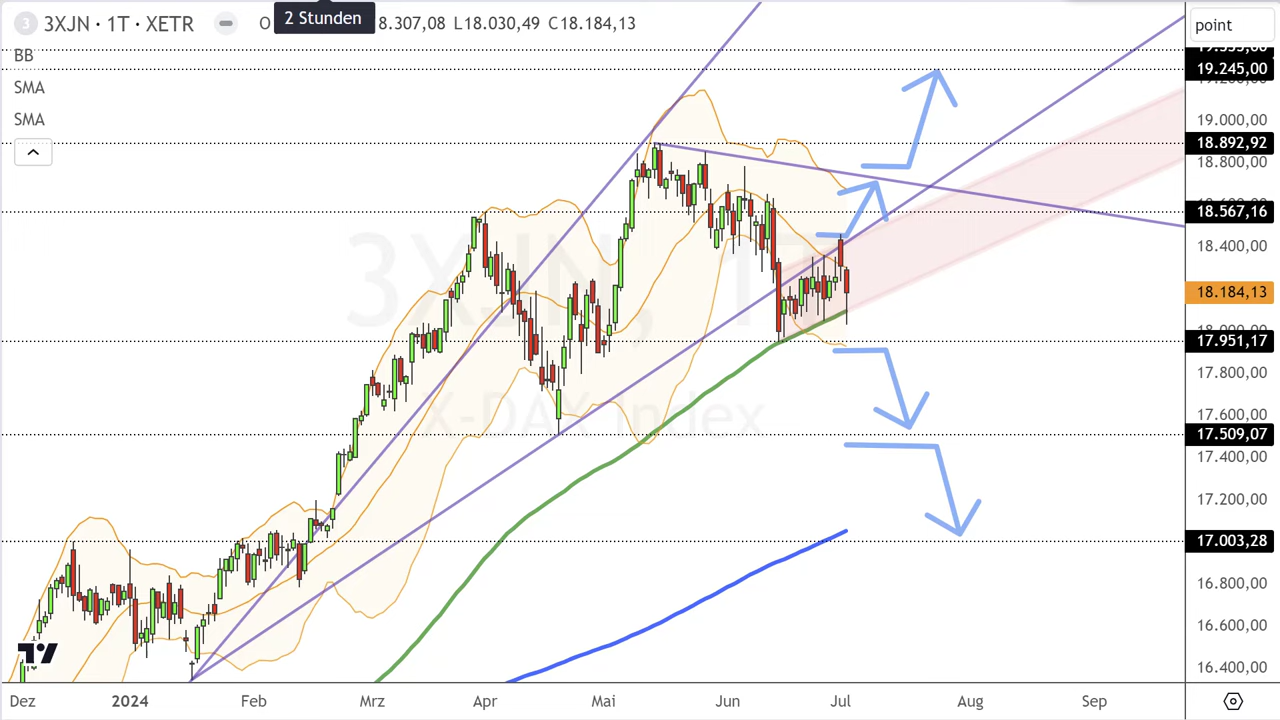 3XJN · 1T · XETR
O
2 Stunden
8.307,08 L18.030,49 C18.184,13
BB
SMA
SMA
3XJN, 1T
X-DAX Index
point
19.245,00
19.000,00
18.892,92
18.800,00
18.567,16
18.400,00
18.184,13
18.000,00
17.951,17
17.800,00
17.600,00
17.509,07
17.400,00
17.200,00
17.003,28
16.800,00
16.600,00
16.400,00
Dez
2024
Feb
Mrz
Apr
Mai
Jun
Jul
Aug
Sep